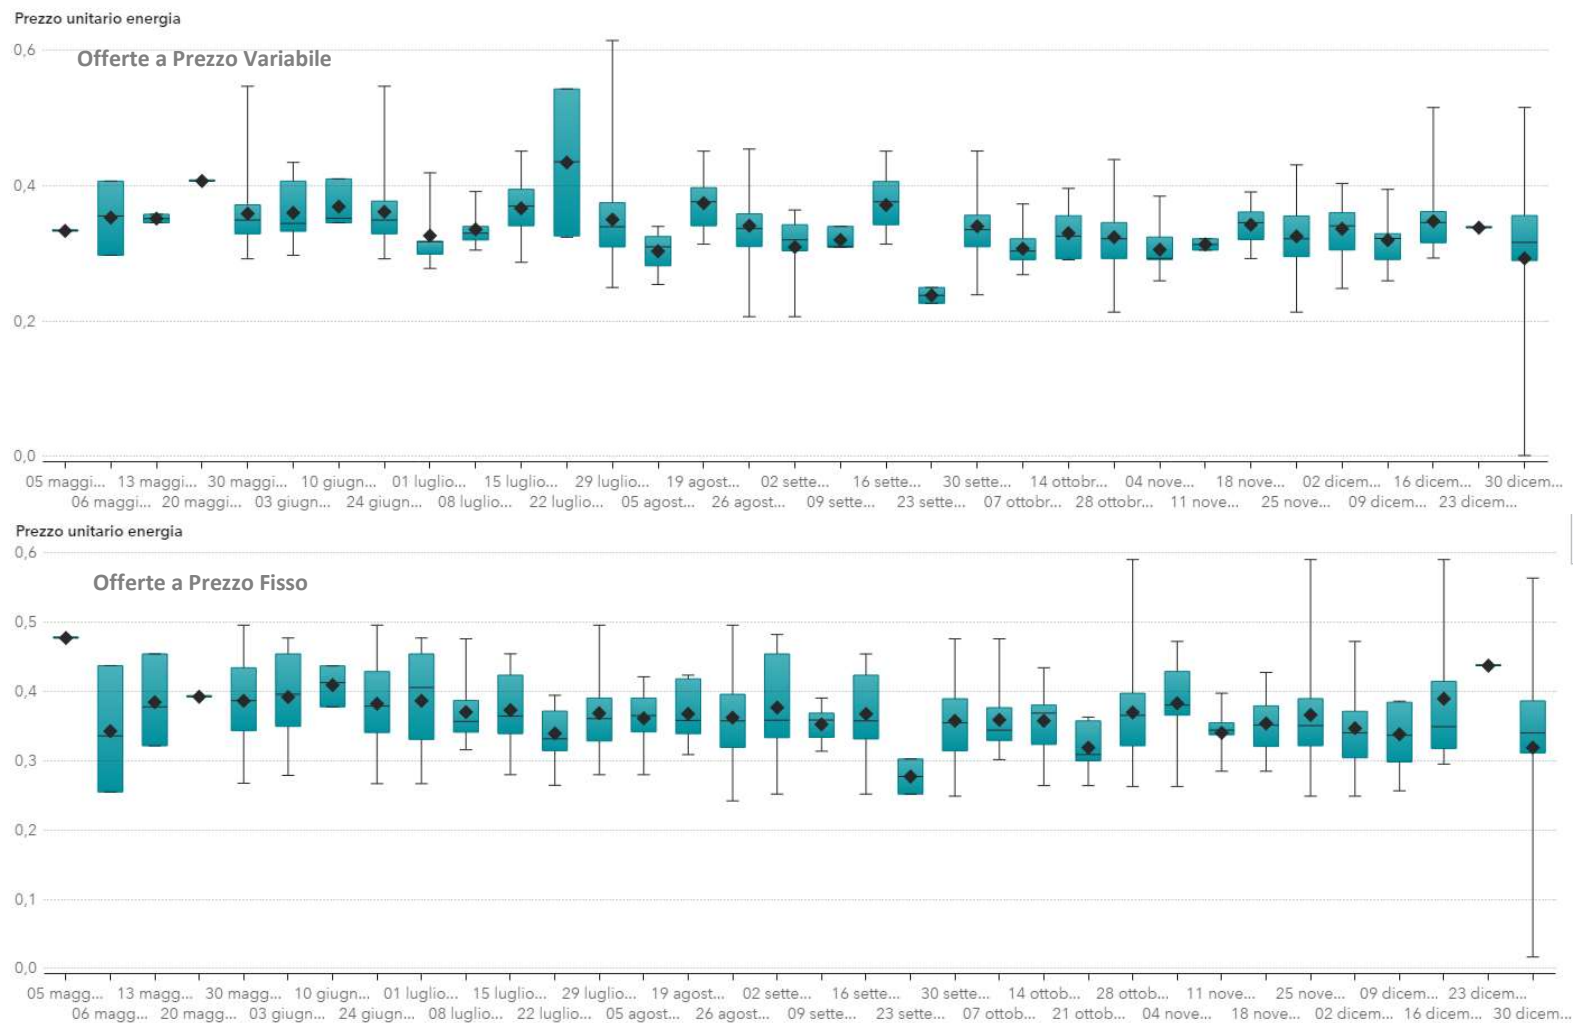 Prezzo unitario energia
0,6
Offerte a Prezzo Variabile
0,4
0,2
0,0
05 maggi... 13 maggi... 30 maggi... 10 giugn... 01 luglio... 15 luglio... 29 luglio... 19 agost... 02 sette... 16 sette... 30 sette... 14 ottobr... 04 nove... 18 nove... 02 dicem... 16 dicem... 30 dicem...
06 maggi... 20 maggi... 03 giugn... 24 giugn... 08 luglio... 22 luglio... 05 agost... 26 agost... 09 sette... 23 sette... 07 ottobr... 28 ottobr... 11 nove... 25 nove... 09 dicem... 23 dicem...
Prezzo unitario energia
0,6
Offerte a Prezzo Fisso
0,5
0,4
0,3
0,2
0,1
0,0
05 magg... 13 magg... 30 magg... 10 giugn... 01 luglio... 15 luglio... 29 luglio... 19 agost... 02 sette... 16 sette... 30 sette... 14 ottob... 28 ottob... 11 nove... 25 nove... 09 dicem... 23 dicem...
06 magg... 20 magg... 03 giugn... 24 giugn... 08 luglio... 22 luglio... 05 agost... 26 agost... 09 sette... 23 sette... 07 ottob... 21 ottob... 04 nove... 18 nove... 02 dicem... 16 dicem... 30 dicem...